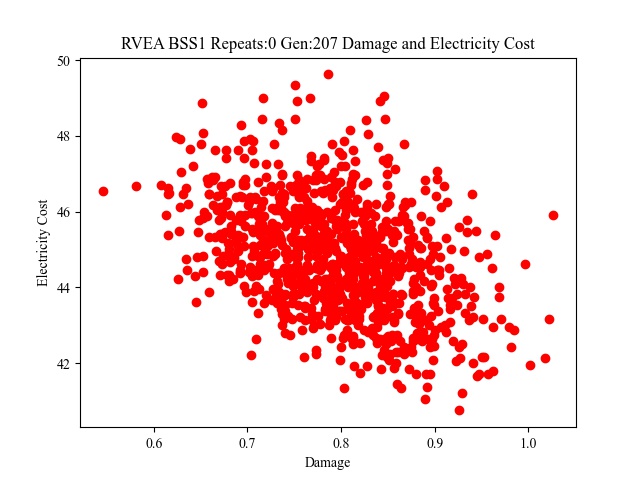 RVEA BSS1 Repeats:0 Gen:207 Damage and Electricity Cost
50
48
46
44
42
Electricity Cost
0.6 0.7 0.8 0.9 1.0
Damage